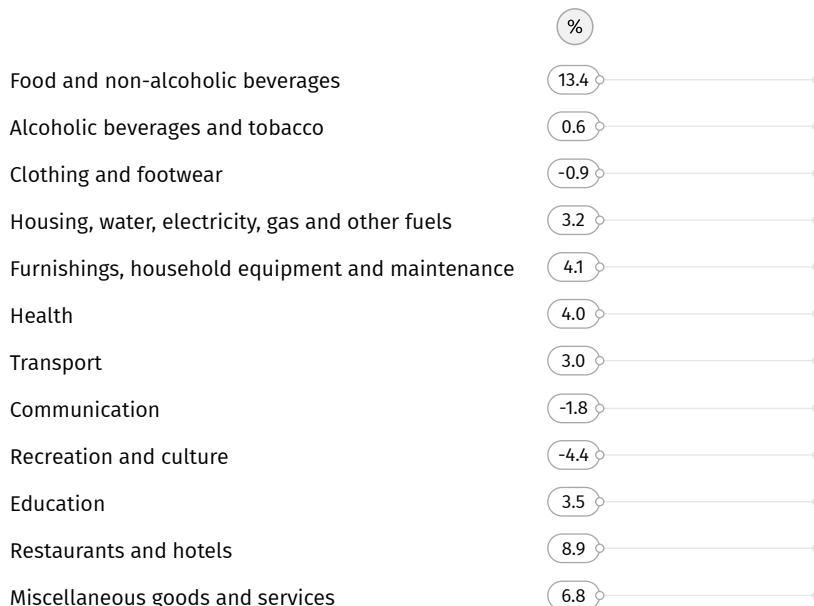 %
Food and non-alcoholic beverages 13.4
Alcoholic beverages and tobacco 0.6
Clothing and footwear -0.9
Housing, water, electricity, gas and other fuels 3.2
Furnishings, household equipment and maintenance 4.1
Health 4.0
Transport 3.0
Communication -1.8
Recreation and culture -4.4
Education 3.5
Restaurants and hotels 8.9
Miscellaneous goods and services 6.8